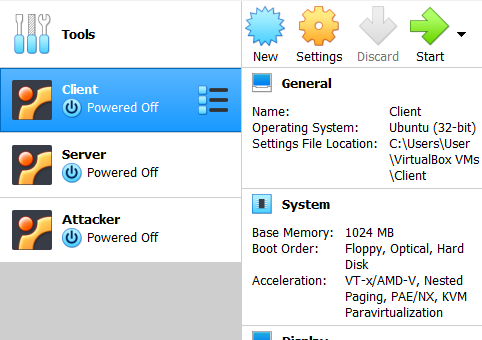 Tools
Client
Powered Off
Server
Powered Off
Attacker
Powered Off
New Settings Discard Start
General
Name: Client
Operating System: Ubuntu (32-bit)
Settings File Location: C:\Users\User
\VirtualBox VMs
\Client
System
Base Memory: 1024 MB
Boot Order: Floppy, Optical, Hard
Disk
Acceleration: VT-x/AMD-V, Nested
Paging, PAE/NX, KVM
Paravirtualization
Display